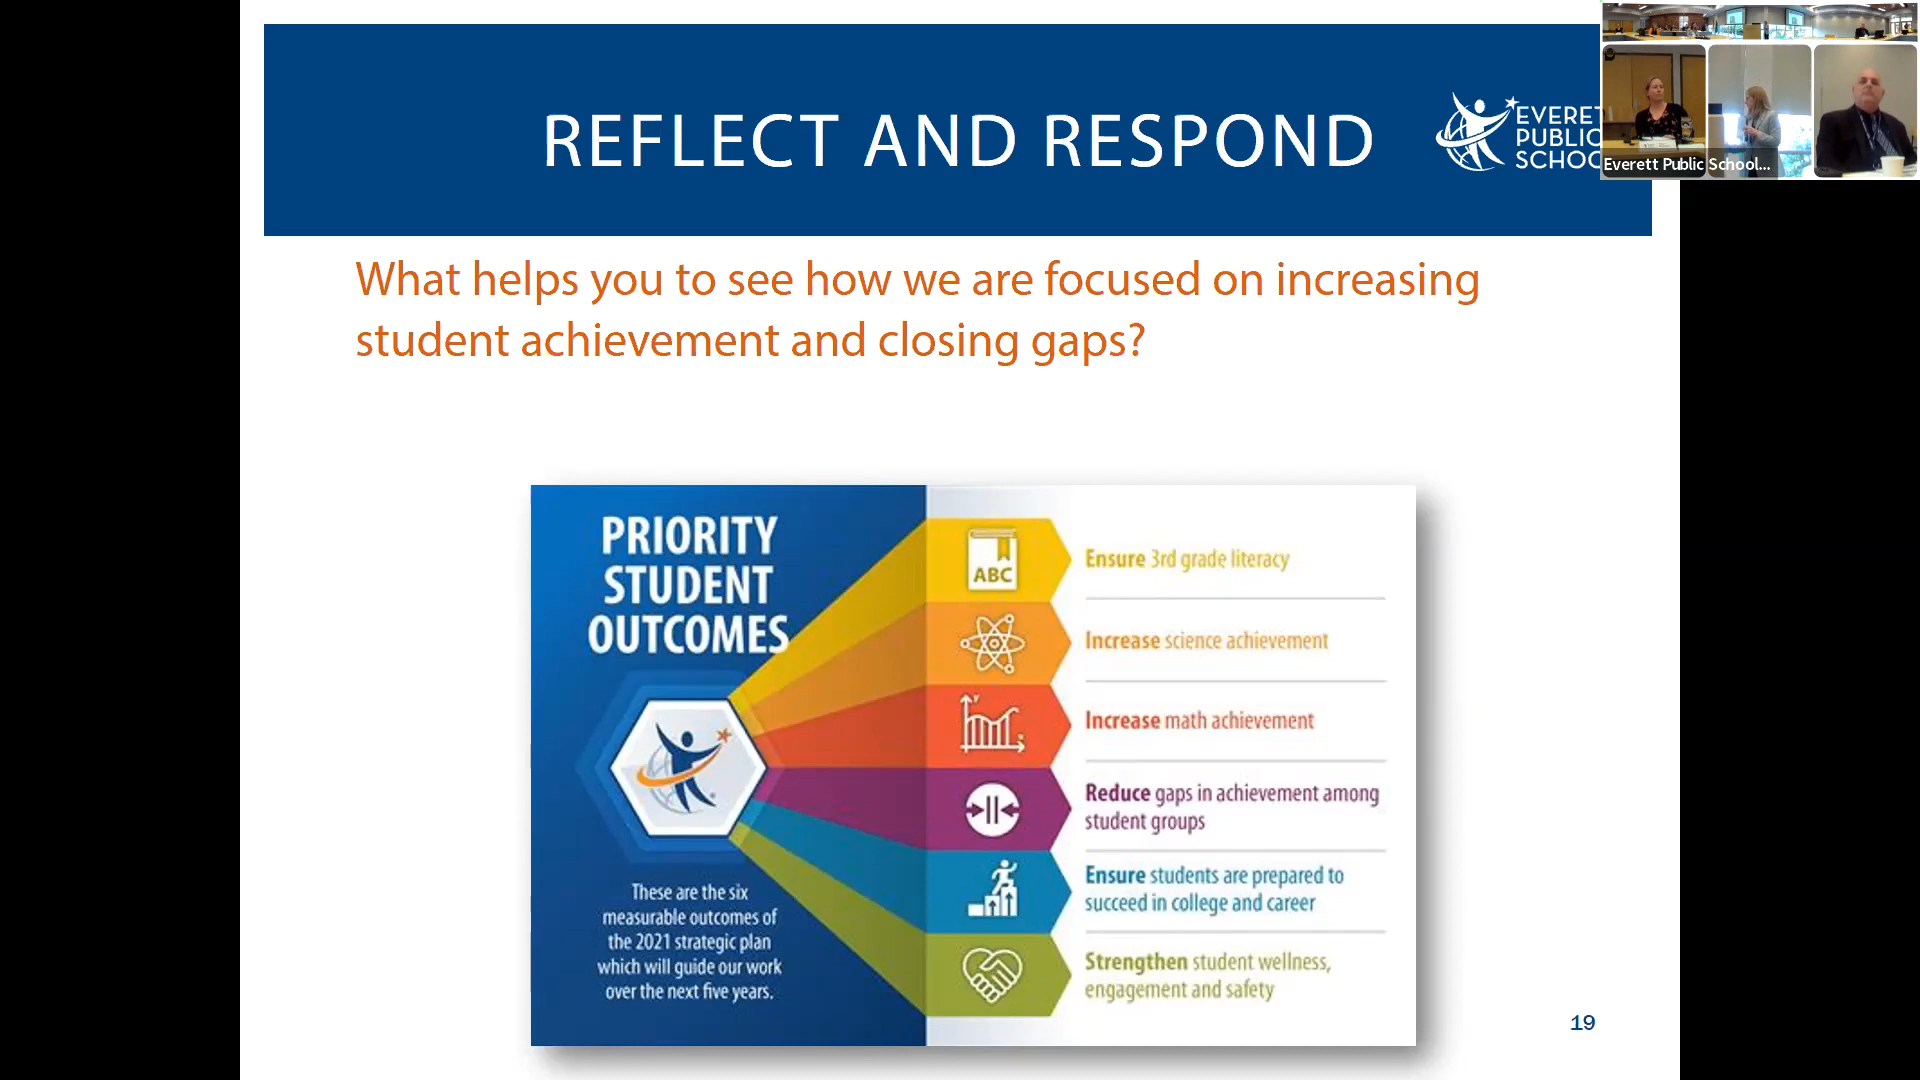 REFLECT AND RESPOND
EVERE
PUBLIC
SCHOO
Everett Public School...
What helps you to see how we are focused on increasing
student achievement and closing gaps?
PRIORITY
STUDENT
OUTCOMES
These are the six
measurable outcomes of
the 2021 strategic plan
which will guide our work
over the next five years.
ABC
Ensure 3rd grade literacy
Increase science achievement
Increase math achievement
Reduce gaps in achievement among
student groups
Ensure students are prepared to
succeed in college and career
Strengthen student wellness,
engagement and safety
19